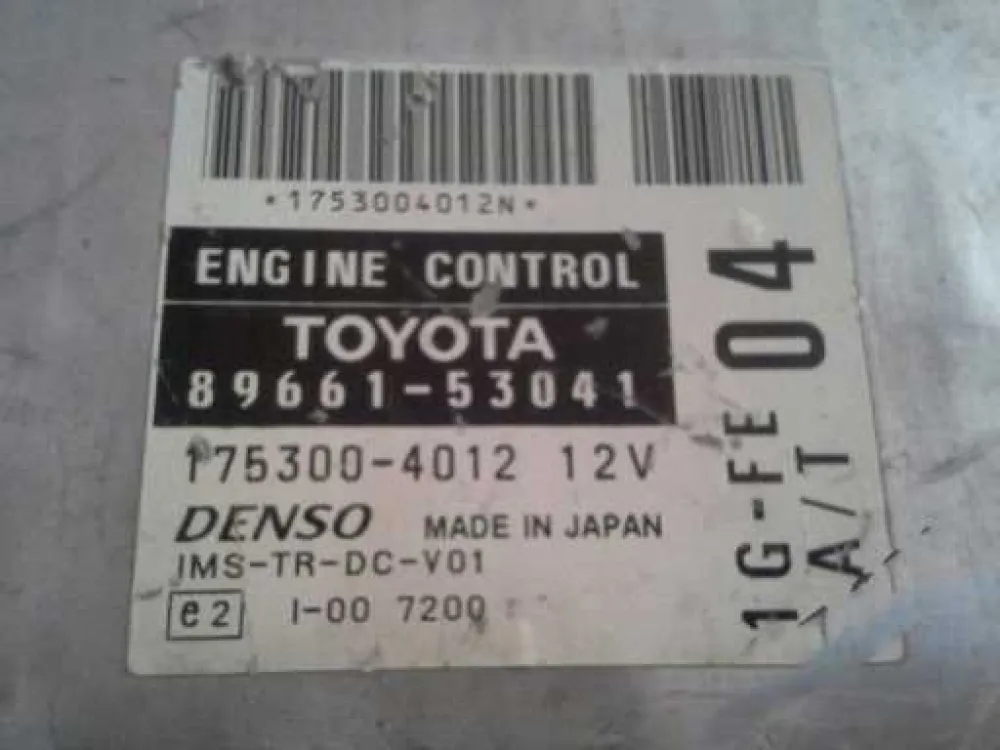 *1753004012N*
ENGINE CONTROL
TOYOTA
89661-53041
175300-4012 12V
DENSO MADE IN JAPAN
IMS-TR-DC-V01
e2 I-00 7200
1G-FE 04
A/T